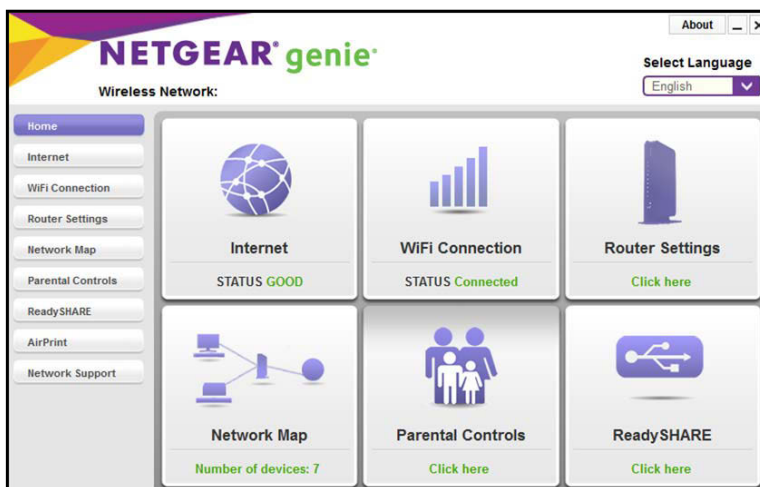 About
NETGEAR® genie®
Select Language
English
Wireless Network:
Home
Internet
WiFi Connection
Router Settings
Network Map
Parental Controls
ReadySHARE
AirPrint
Network Support
Internet
STATUS GOOD
WiFi Connection
STATUS Connected
Router Settings
Click here
Network Map
Number of devices: 7
Parental Controls
Click here
ReadySHARE
Click here